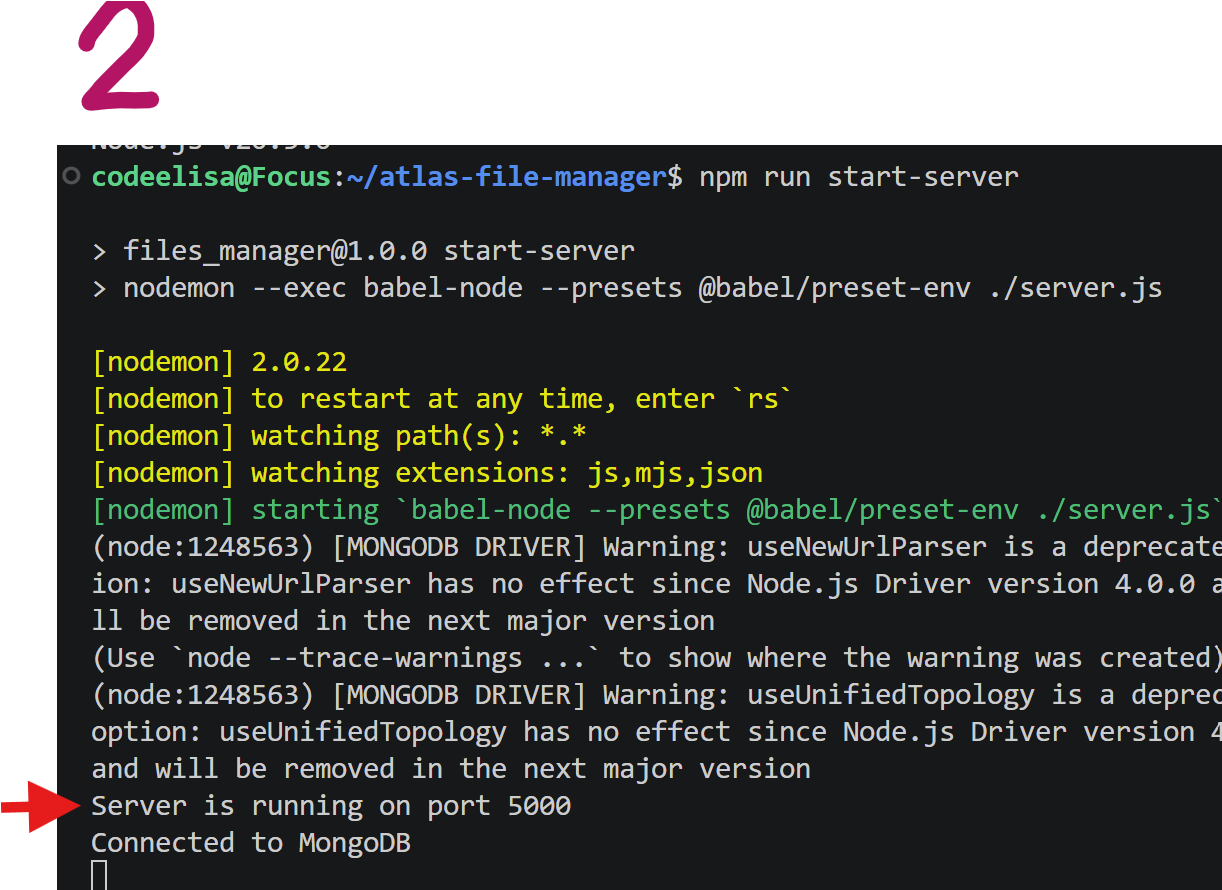 2
codeelisa@Focus:~/atlas-file-manager$ npm run start-server
> files_manager@1.0.0 start-server
> nodemon --exec babel-node --presets @babel/preset-env ./server.js
[nodemon] 2.0.22
[nodemon] to restart at any time, enter `rs`
[nodemon] watching path(s): *.*
[nodemon] watching extensions: js,mjs,json
[nodemon] starting `babel-node --presets @babel/preset-env ./server.js`
(node:1248563) [MONGODB DRIVER] Warning: useNewUrlParser is a deprecate
ion: useNewUrlParser has no effect since Node.js Driver version 4.0.0 a
ll be removed in the next major version
(Use `node --trace-warnings ...` to show where the warning was created)
(node:1248563) [MONGODB DRIVER] Warning: useUnifiedTopology is a deprec
option: useUnifiedTopology has no effect since Node.js Driver version 4
and will be removed in the next major version
Server is running on port 5000
Connected to MongoDB